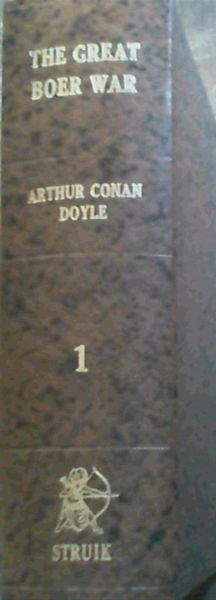 THE GREAT
BOER WAR
ARTHUR CONAN
DOYLE
1
STRUIK